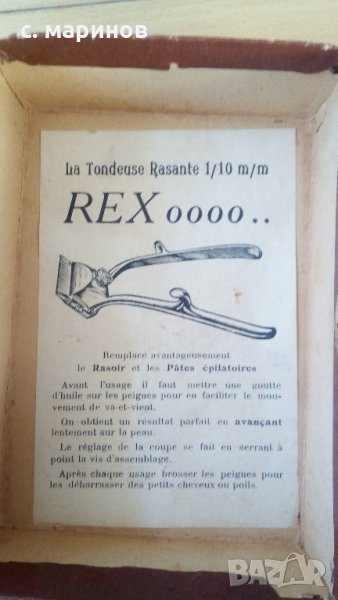 с. маринов
La Tondeuse Rasante 1/10 m/m
REX oooo..
Remplace avantageusement
le Rasoir et les Pâtes épilatoires
Avant l'usage il faut mettre une goutte
d'huile sur les peignes pour en faciliter le mou-
vement de va-et-vient.
On obtient un résultat parfait en avançant
lentement sur la peau.
Le réglage de la coupe se fait en serrant à
point la vis d'assemblage.
Après chaque usage brosser les peignes pour
les débarrasser des petits cheveux ou poils.
BAZAR